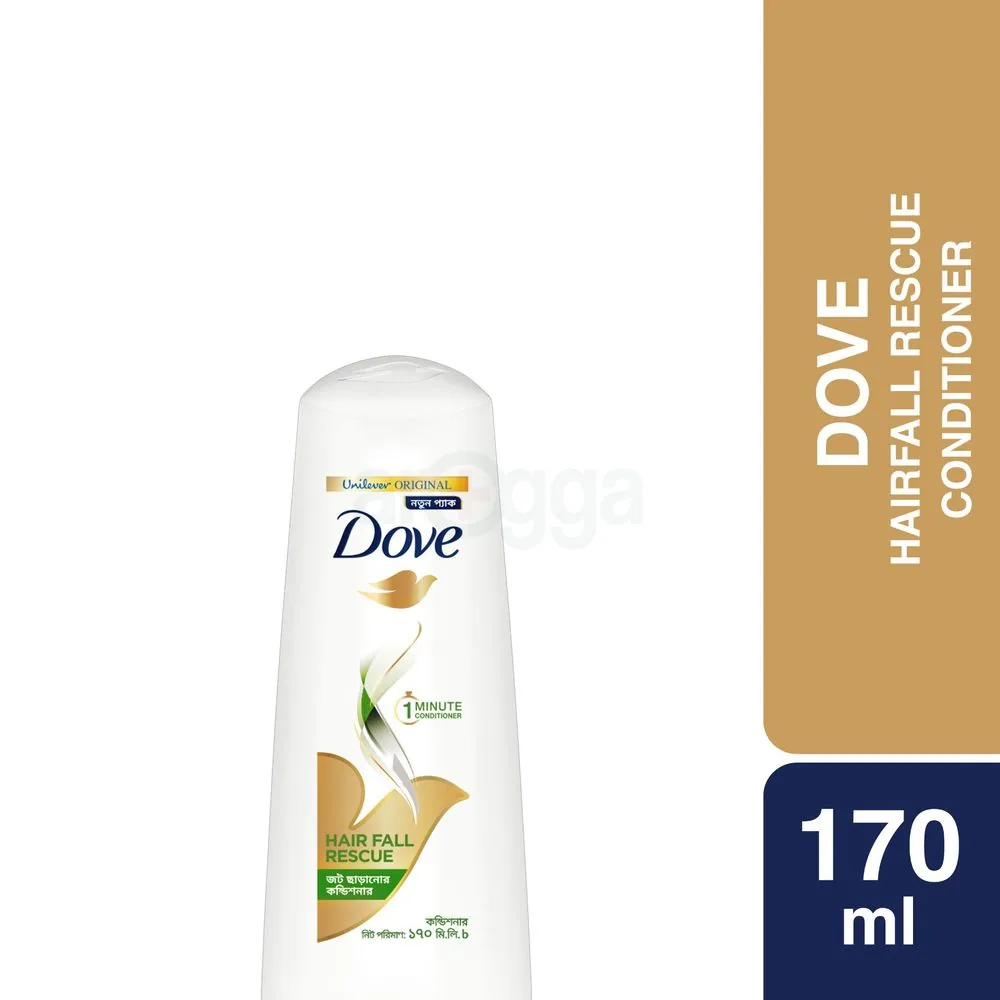 Unilever ORIGINAL
নতুন প্যাক
Dove
1 MINUTE
CONDITIONER
HAIR FALL
RESCUE
জট ছাড়ানোর
কন্ডিশনার
কন্ডিশনার
নিট পরিমাণ: ১৭০ মি.লি. b
arogga
DOVE
HAIRFALL RESCUE
CONDITIONER
170
ml